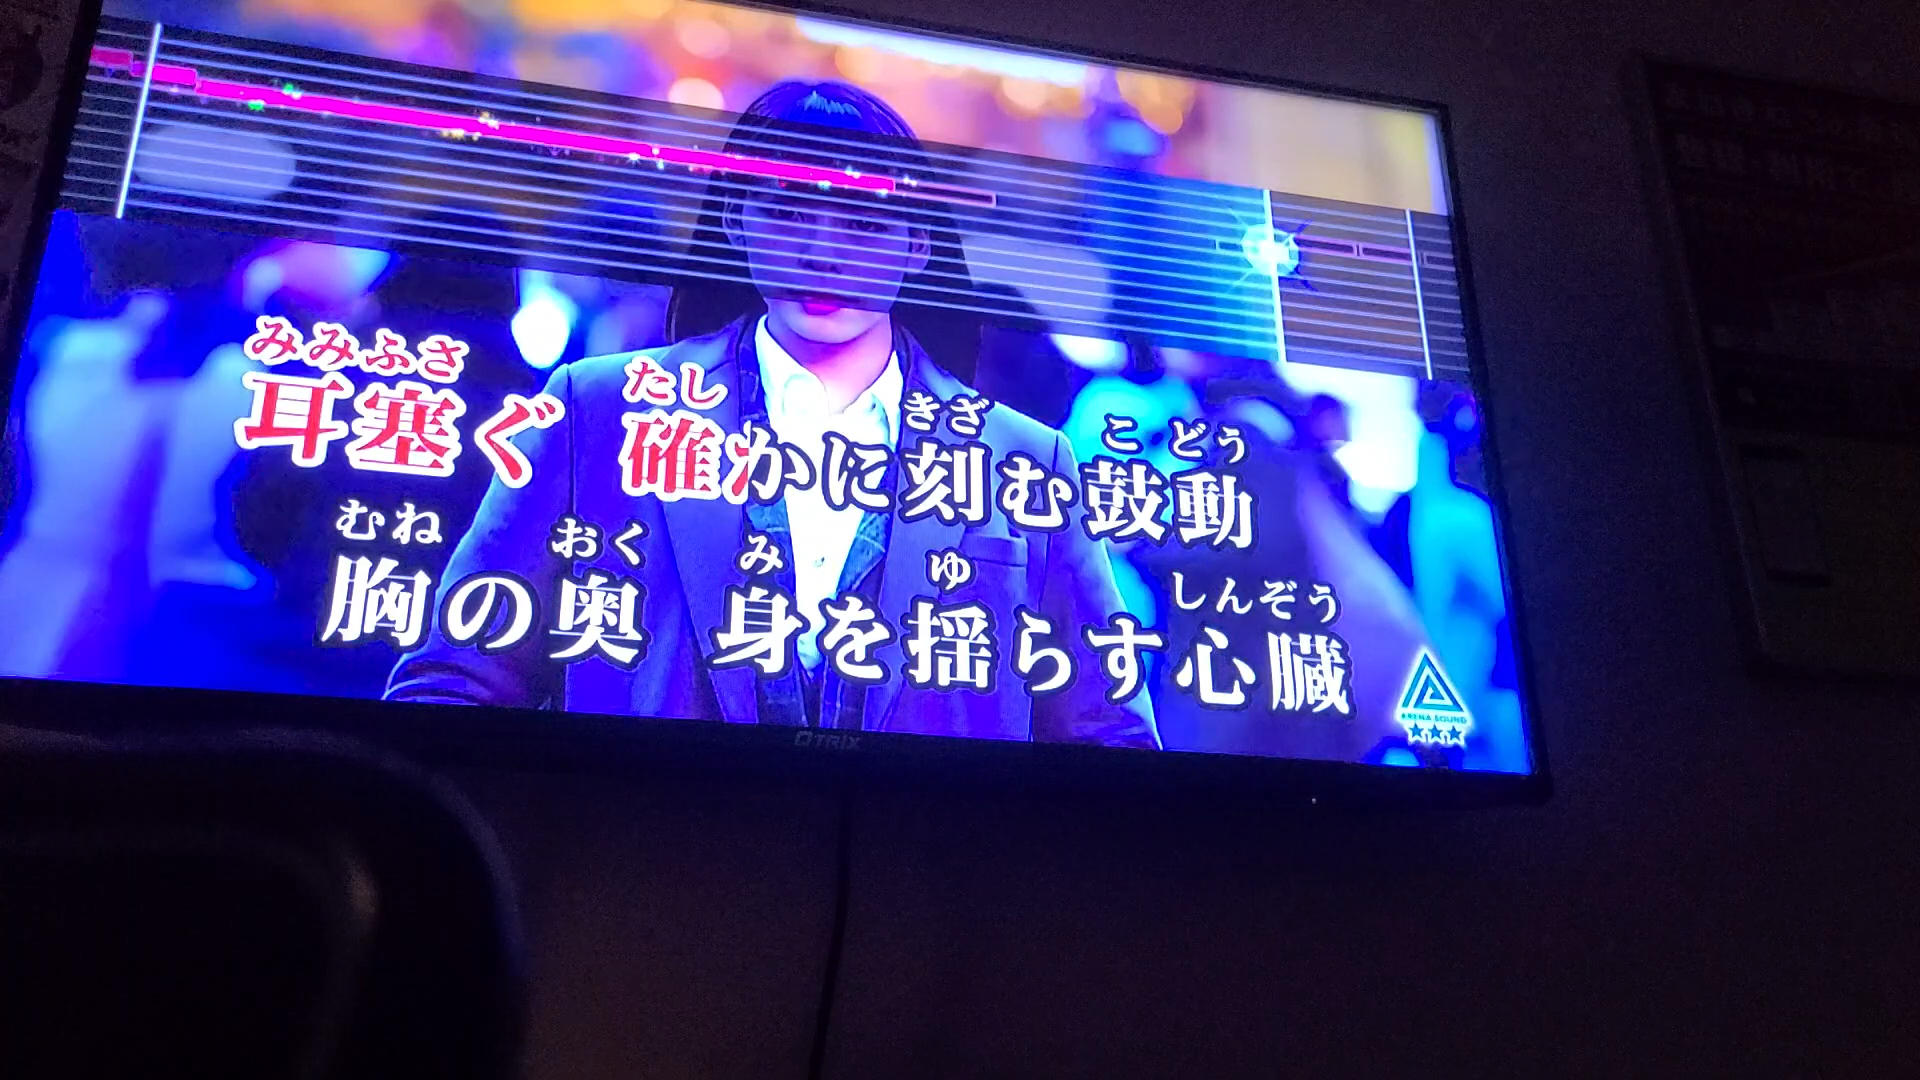 みみふさ たし きざ こどう
耳塞ぐ 確かに刻む鼓動
むね おく み ゆ しんぞう
胸の奥 身を揺らす心臓
ARENA SOUND
★★★
QTRIX